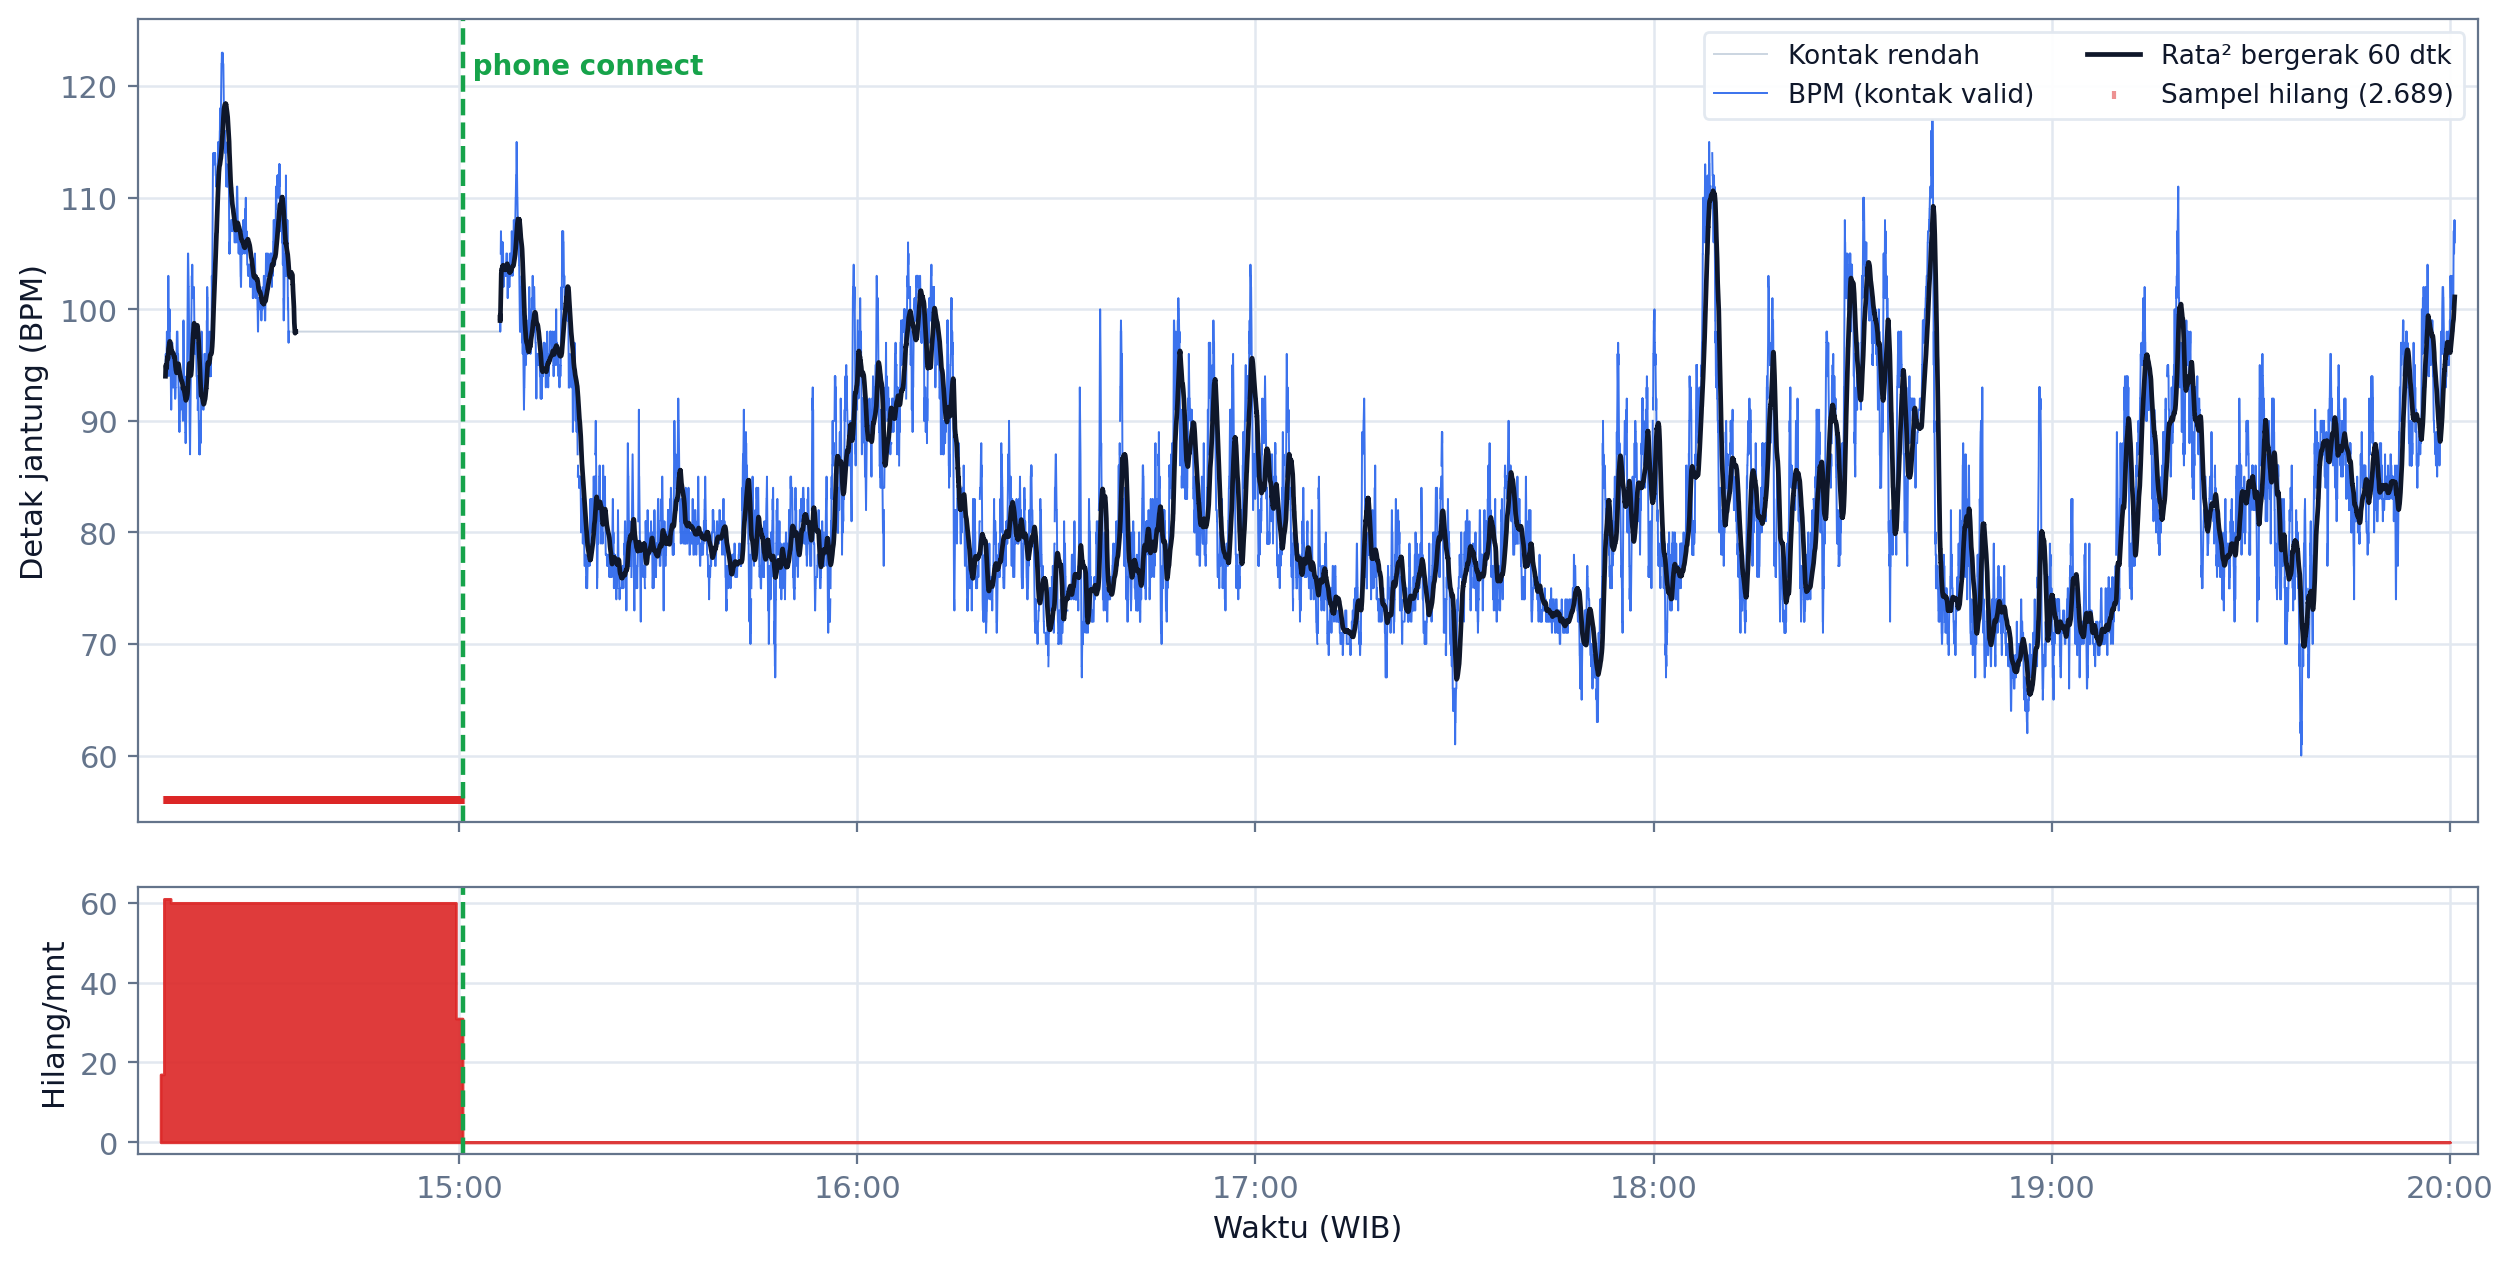 phone connect
Kontak rendah
BPM (kontak valid)
Rata² bergerak 60 dtk
Sampel hilang (2.689)
Detak jantung (BPM)
120
110
100
90
80
70
60
Hilang/mnt
60
40
20
0
15:00
16:00
17:00
18:00
19:00
20:00
Waktu (WIB)